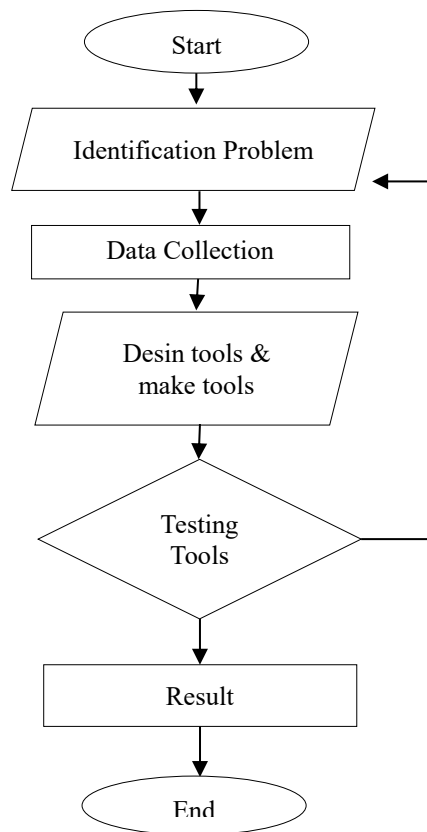 Start
Identification Problem
Data Collection
Desin tools &
make tools
Testing
Tools
Result
End